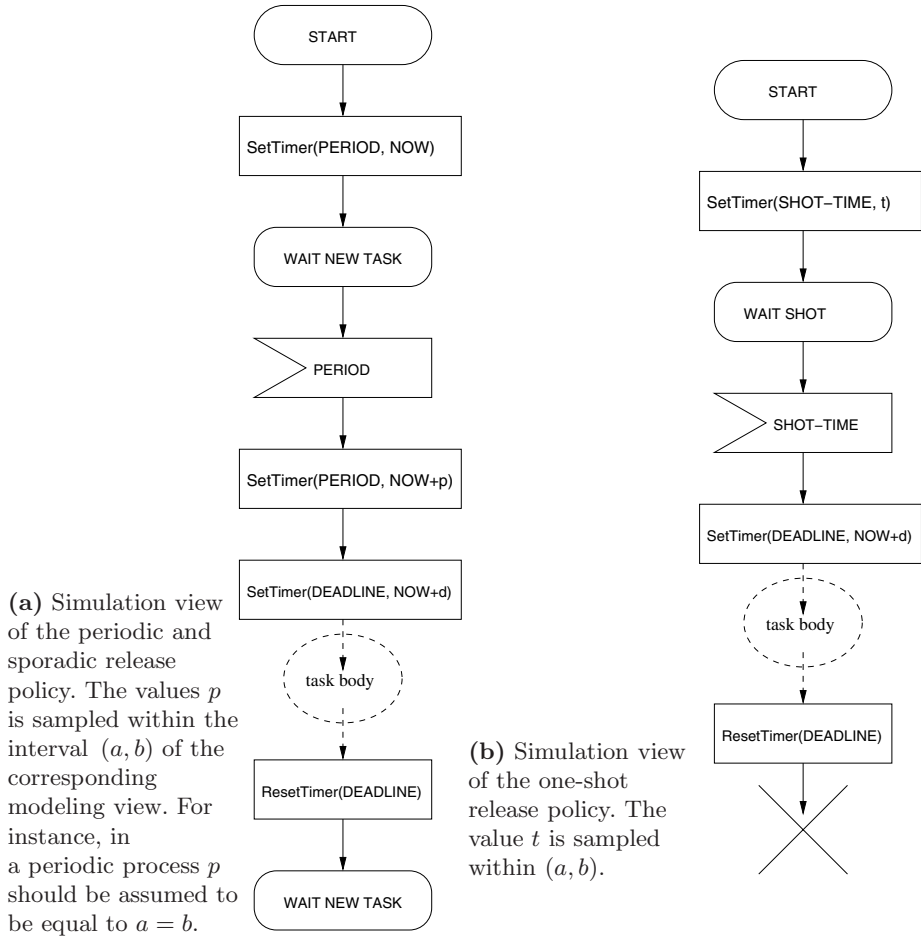 START
SetTimer(PERIOD, NOW)
WAIT NEW TASK
PERIOD
SetTimer(PERIOD, NOW+p)
SetTimer(DEADLINE, NOW+d)
task body
ResetTimer(DEADLINE)
WAIT NEW TASK
(a) Simulation view
of the periodic and
sporadic release
policy. The values p
is sampled within the
interval (a, b) of the
corresponding
modeling view. For
instance, in
a periodic process p
should be assumed to
be equal to a = b.
START
SetTimer(SHOT−TIME, t)
WAIT SHOT
SHOT−TIME
SetTimer(DEADLINE, NOW+d)
task body
ResetTimer(DEADLINE)
(b) Simulation view
of the one-shot
release policy. The
value t is sampled
within (a, b).